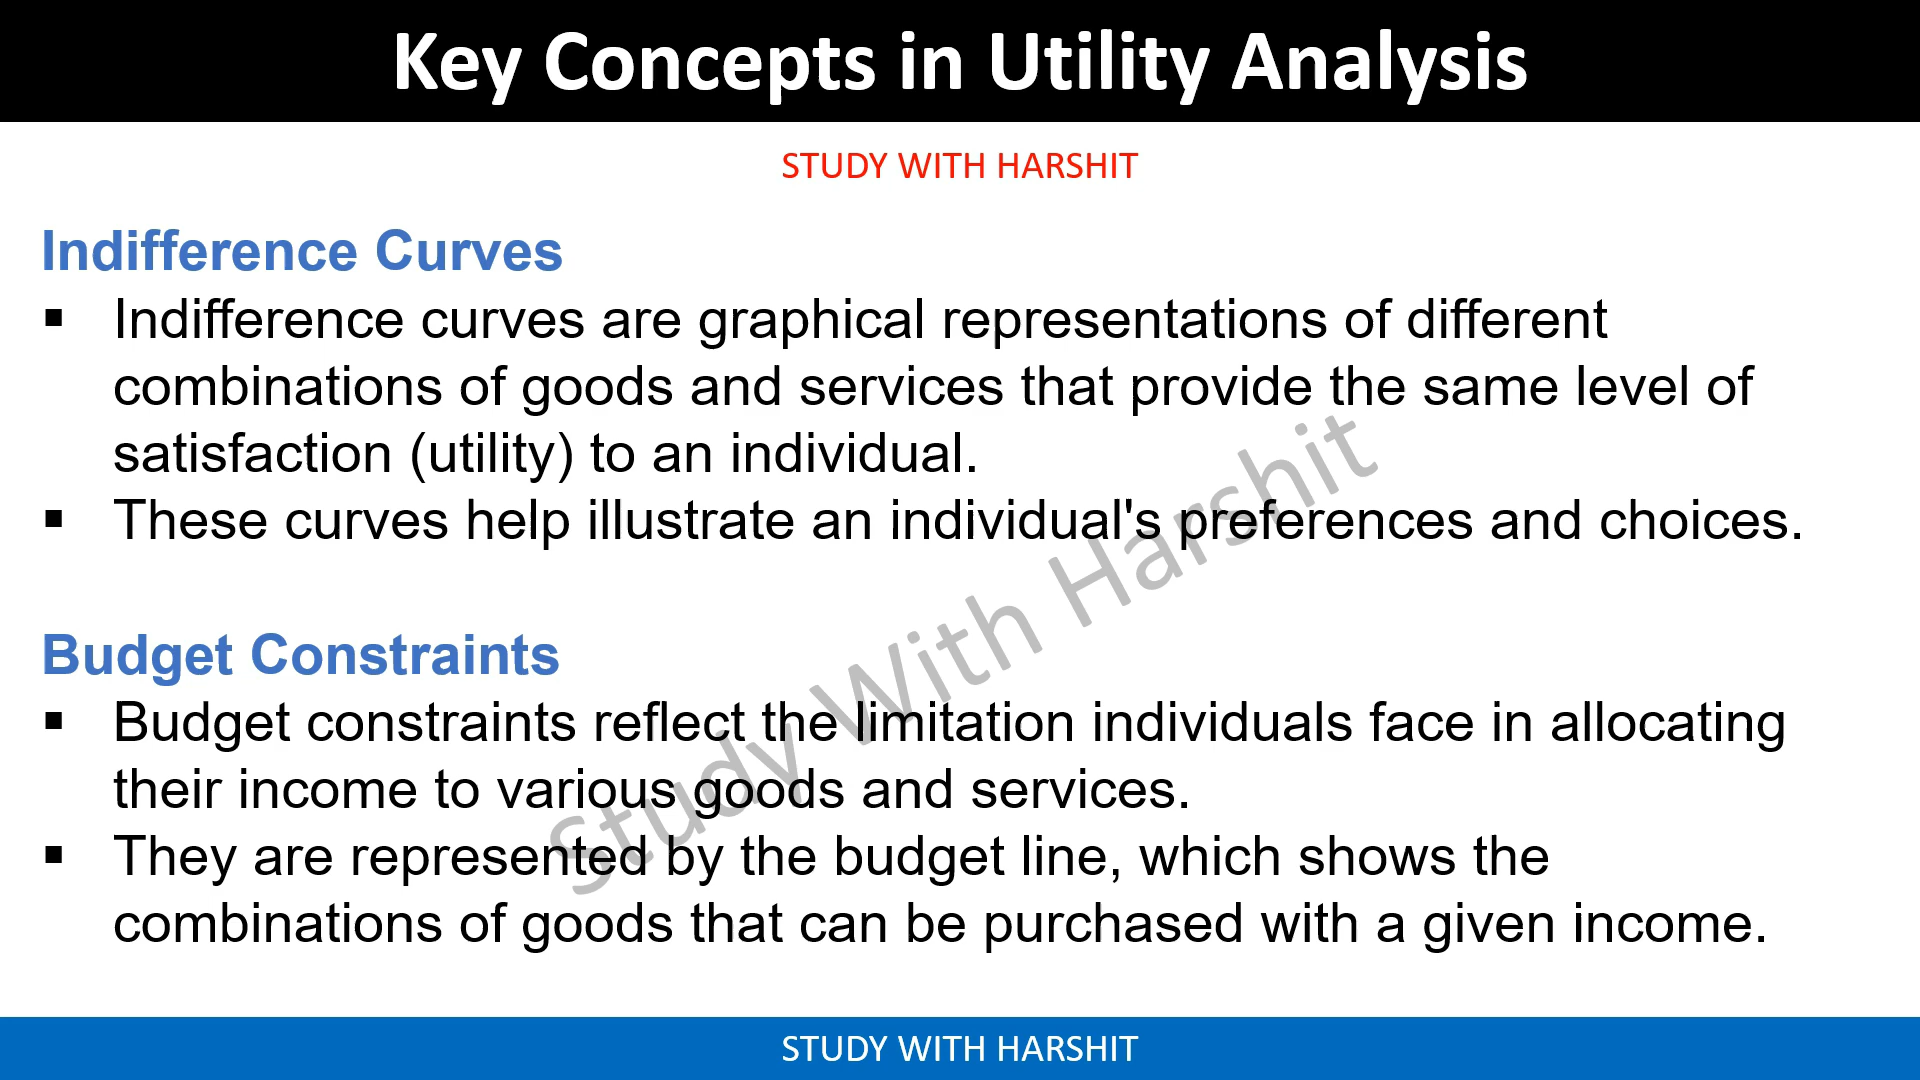 Key Concepts in Utility Analysis
STUDY WITH HARSHIT
Indifference Curves
▪ Indifference curves are graphical representations of different
combinations of goods and services that provide the same level of
satisfaction (utility) to an individual.
▪ These curves help illustrate an individual's preferences and choices.
Budget Constraints
▪ Budget constraints reflect the limitation individuals face in allocating
their income to various goods and services.
▪ They are represented by the budget line, which shows the
combinations of goods that can be purchased with a given income.
Study With Harshit
STUDY WITH HARSHIT